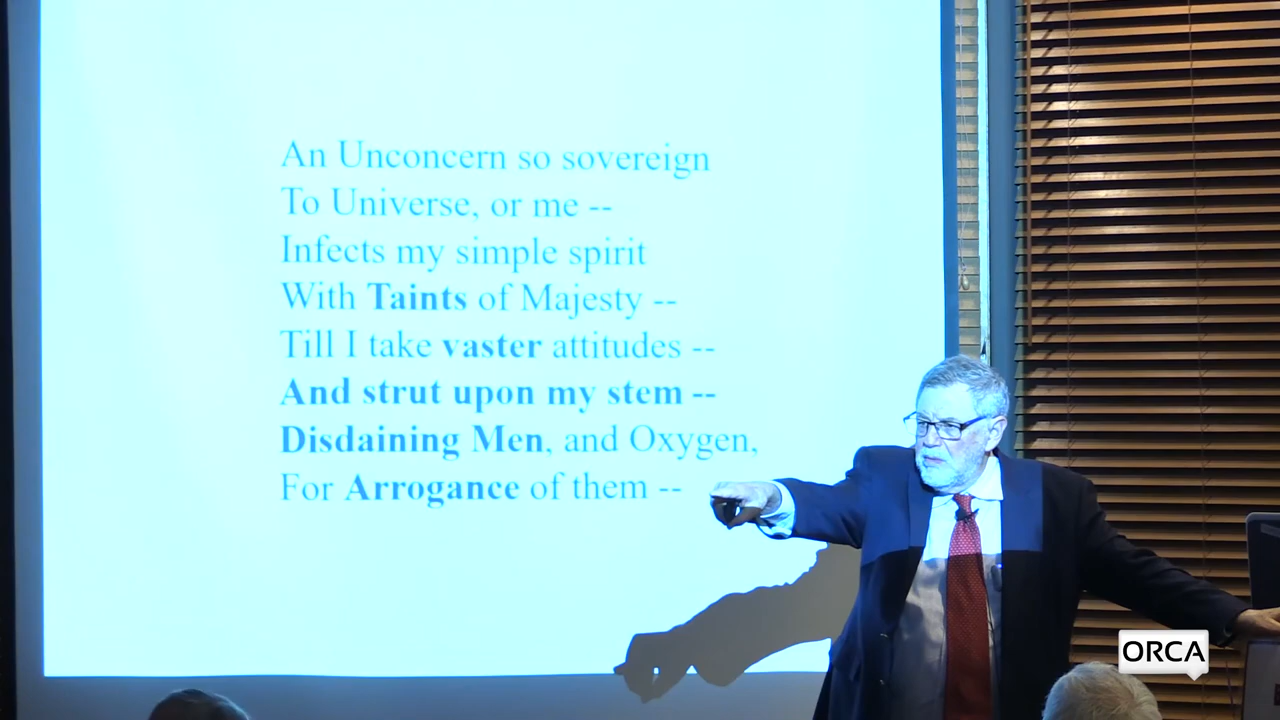 An Unconcern so sovereign
To Universe, or me --
Infects my simple spirit
With Taints of Majesty --
Till I take vaster attitudes --
And strut upon my stem --
Disdaining Men, and Oxygen,
For Arrogance of them --
ORCA